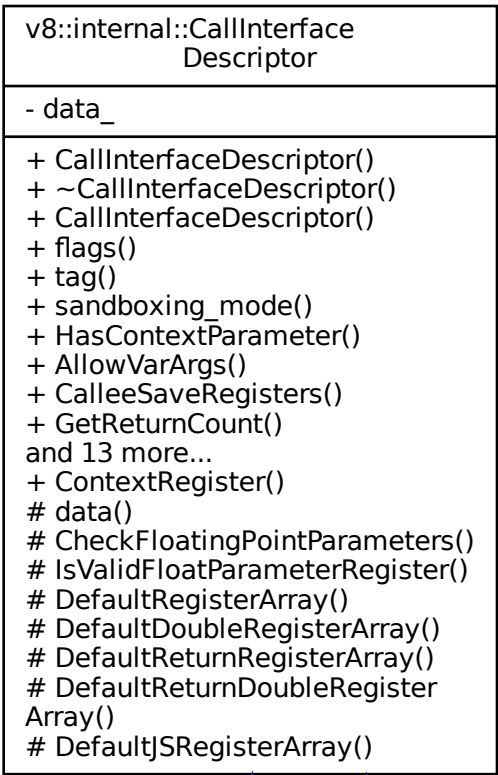 v8::internal::CallInterface
Descriptor
- data_
+ CallInterfaceDescriptor()
+ ~CallInterfaceDescriptor()
+ CallInterfaceDescriptor()
+ flags()
+ tag()
+ sandboxing_mode()
+ HasContextParameter()
+ AllowVarArgs()
+ CalleeSaveRegisters()
+ GetReturnCount()
and 13 more...
+ ContextRegister()
# data()
# CheckFloatingPointParameters()
# IsValidFloatParameterRegister()
# DefaultRegisterArray()
# DefaultDoubleRegisterArray()
# DefaultReturnRegisterArray()
# DefaultReturnDoubleRegister
Array()
# DefaultJSRegisterArray()